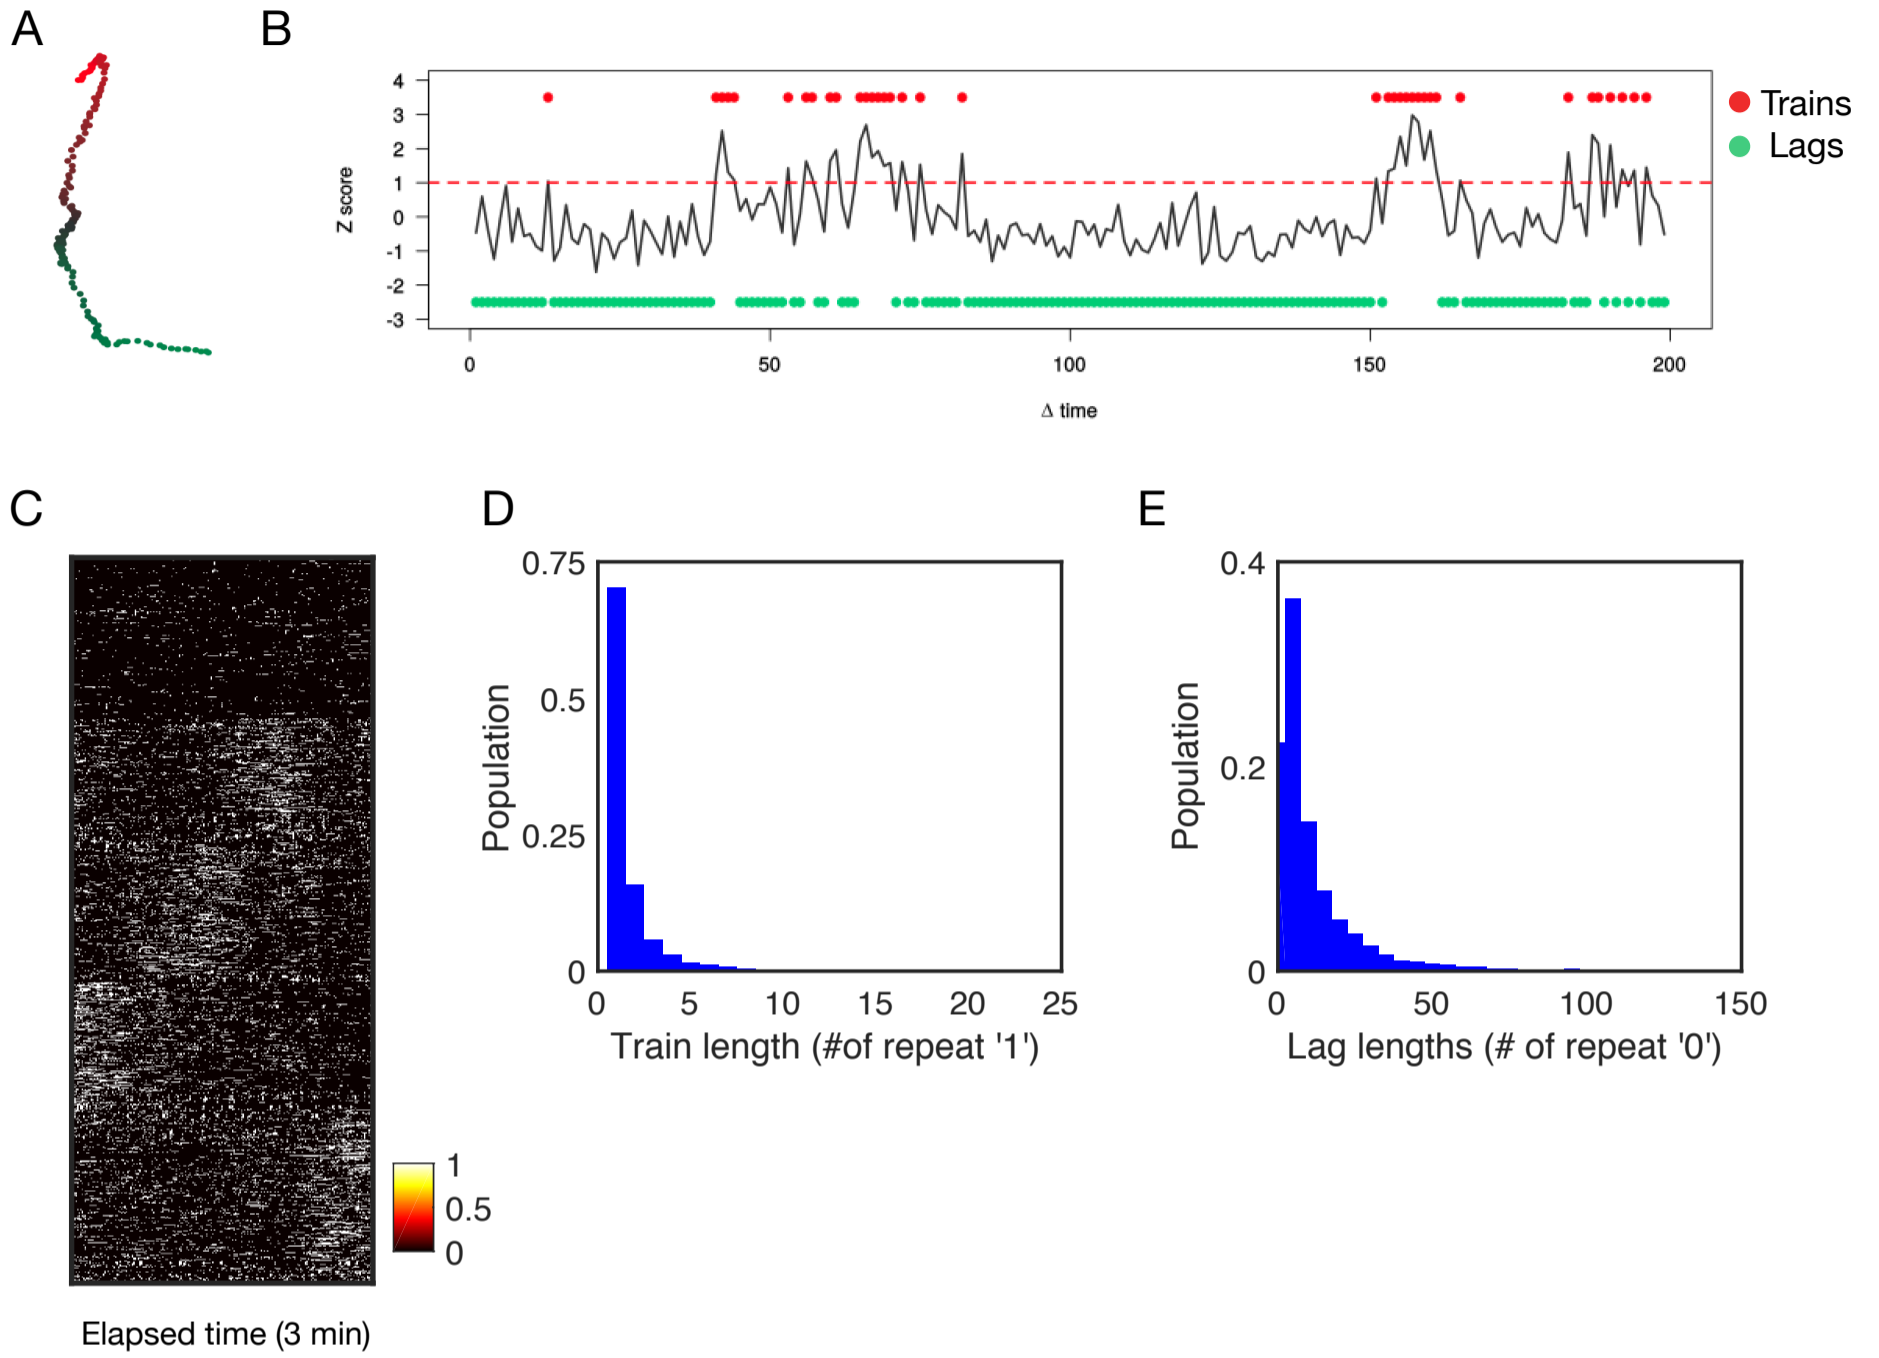 A
B
4
3
2
1
0
-1
-2
-3
Z score
0
50
100
150
200
Δ time
Trains
Lags
C
1
0.5
0
Elapsed time (3 min)
D
0.75
0.5
0.25
0
Population
0
5
10
15
20
25
Train length (#of repeat '1')
E
0.4
0.2
0
Population
0
50
100
150
Lag lengths (# of repeat '0')